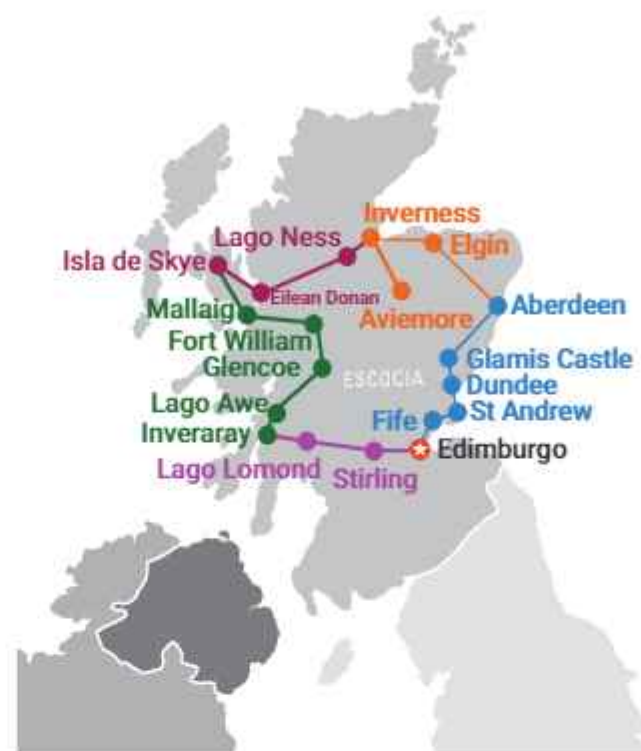 Inverness
Lago Ness
Elgin
Isla de Skye
Eilean Donan
Aviemore
Aberdeen
Mallaig
Fort William
Glencoe
ESCOCIA
Glamis Castle
Dundee
St Andrew
Lago Awe
Fife
Inveraray
Edimburgo
Lago Lomond
Stirling